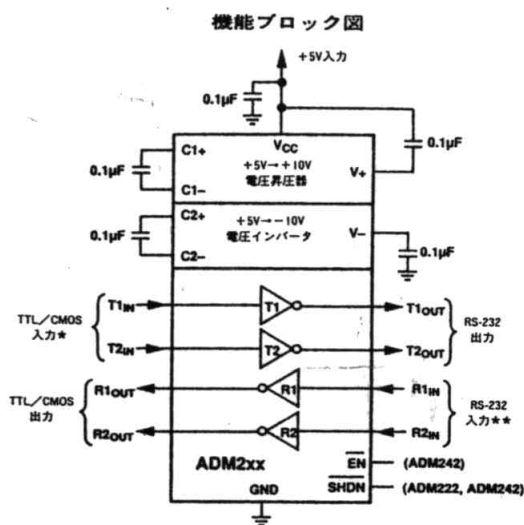 機能ブロック図
+5V入力
0.1µF
0.1µF
VCC
C1+
+5V→+10V
電圧昇圧器
V+
0.1µF
C1−
C2+
+5V→−10V
電圧インバータ
V−
0.1µF
C2−
0.1µF
TTL/CMOS
入力*
T1IN
T1
T1OUT
RS-232
出力
T2IN
T2
T2OUT
TTL/CMOS
出力
R1OUT
R1
R1IN
RS-232
入力**
R2OUT
R2
R2IN
ADM2xx
EN
(ADM242)
SHDN
(ADM222, ADM242)
GND